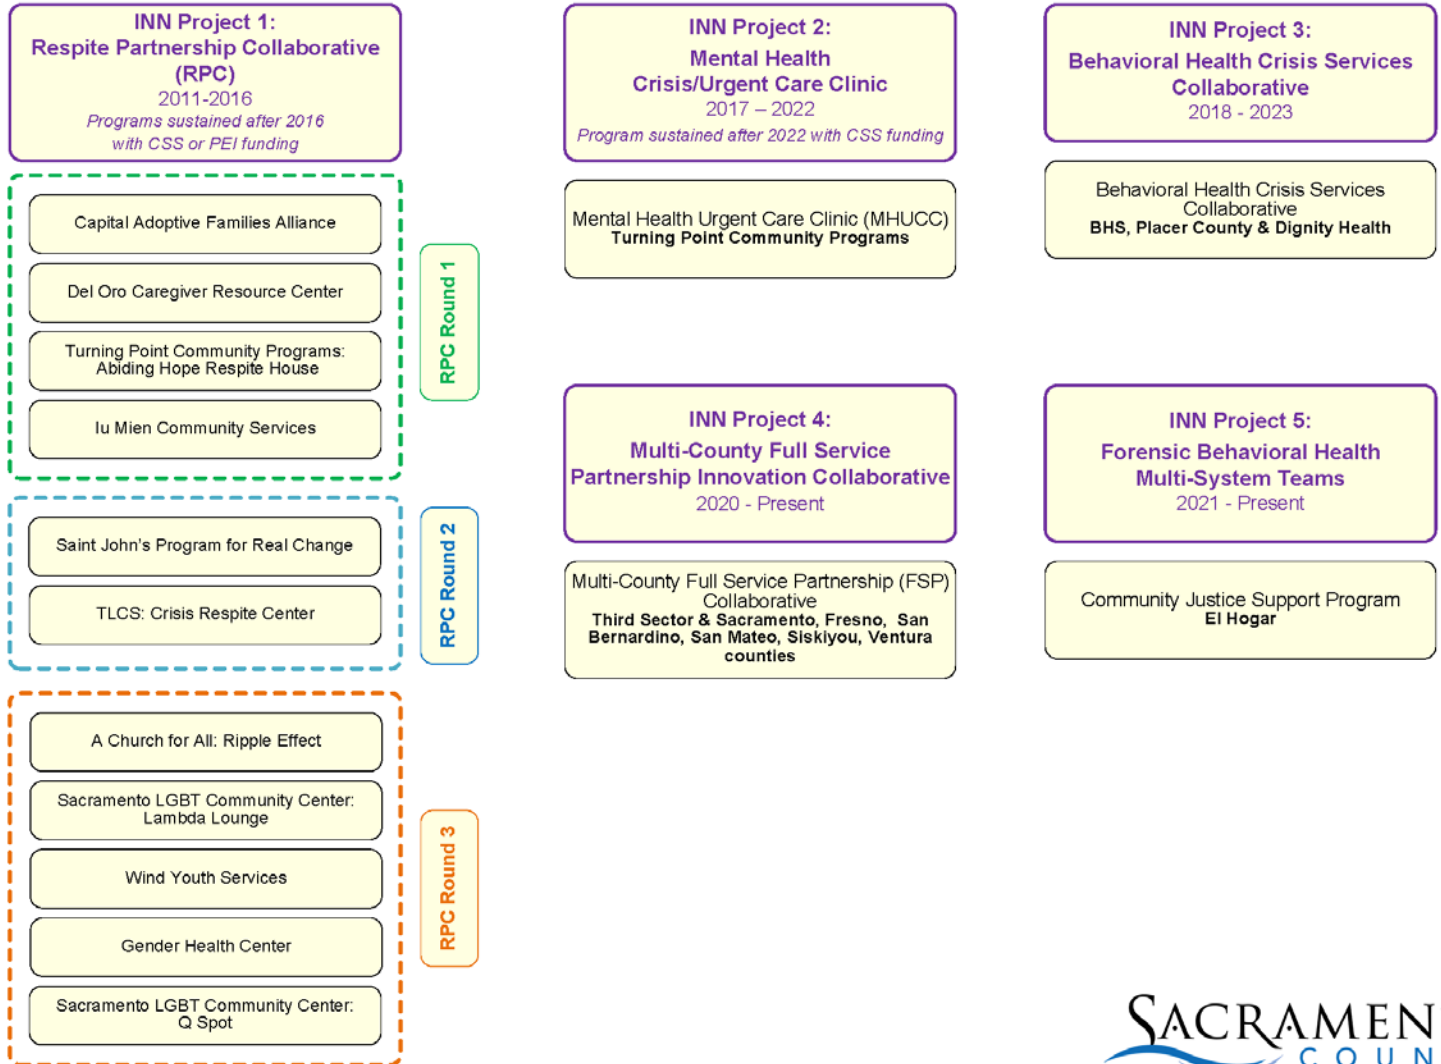 INN Project 1:
Respite Partnership Collaborative
(RPC)
2011-2016
Programs sustained after 2016
with CSS or PEI funding
Capital Adoptive Families Alliance
Del Oro Caregiver Resource Center
Turning Point Community Programs:
Abiding Hope Respite House
Iu Mien Community Services
RPC Round 1
Saint John's Program for Real Change
TLCS: Crisis Respite Center
RPC Round 2
A Church for All: Ripple Effect
Sacramento LGBT Community Center:
Lambda Lounge
Wind Youth Services
Gender Health Center
Sacramento LGBT Community Center:
Q Spot
RPC Round 3
INN Project 2:
Mental Health
Crisis/Urgent Care Clinic
2017 – 2022
Program sustained after 2022 with CSS funding
Mental Health Urgent Care Clinic (MHUCC)
Turning Point Community Programs
INN Project 3:
Behavioral Health Crisis Services
Collaborative
2018 - 2023
Behavioral Health Crisis Services
Collaborative
BHS, Placer County & Dignity Health
INN Project 4:
Multi-County Full Service
Partnership Innovation Collaborative
2020 - Present
Multi-County Full Service Partnership (FSP)
Collaborative
Third Sector & Sacramento, Fresno, San
Bernardino, San Mateo, Siskiyou, Ventura
counties
INN Project 5:
Forensic Behavioral Health
Multi-System Teams
2021 - Present
Community Justice Support Program
El Hogar
SACRAMEN
COUN